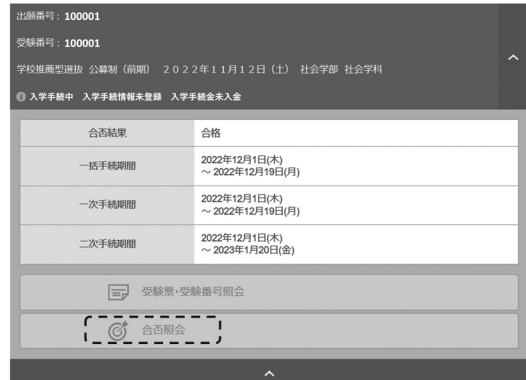 出願番号：100001
受験番号：100001
学校推薦型選抜 公募制（前期） ２０２２年１１月１２日（土） 社会学部 社会学科
入学手続中 入学手続情報未登録 入学手続金未入金
合否結果 合格
一括手続期間 2022年12月1日(木)
～2022年12月19日(月)
一次手続期間 2022年12月1日(木)
～2022年12月19日(月)
二次手続期間 2022年12月1日(木)
～2023年1月20日(金)
受験票・受験番号照会
合否照会